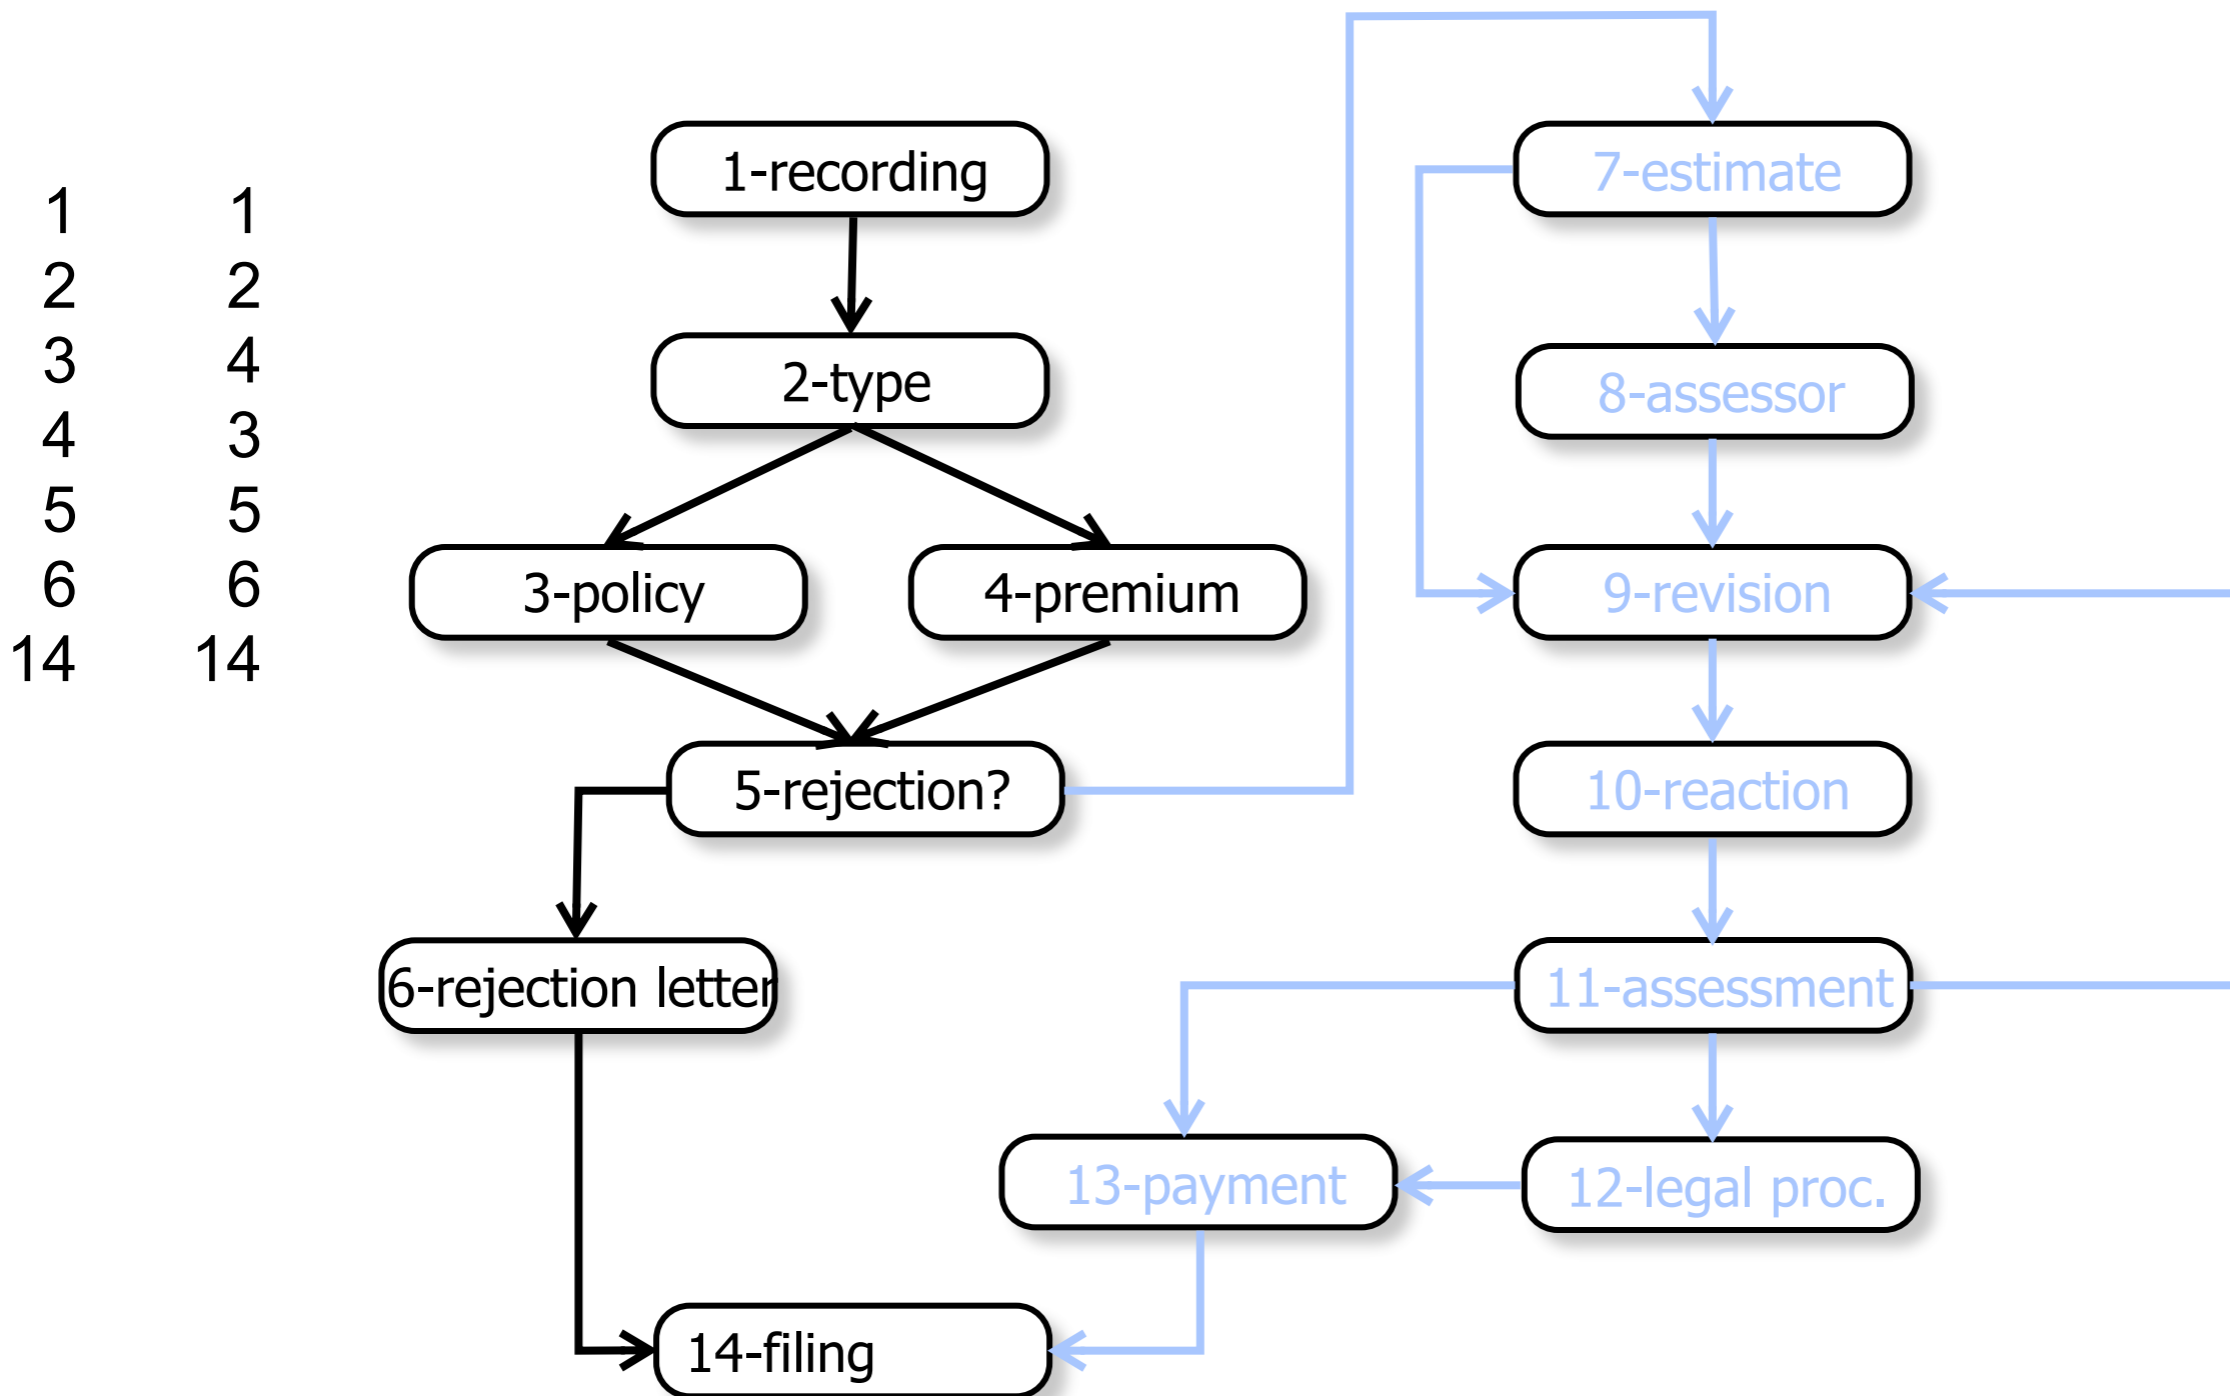 1 1
2 2
3 4
4 3
5 5
6 6
14 14
1-recording
2-type
3-policy
4-premium
5-rejection?
6-rejection letter
14-filing
7-estimate
8-assessor
9-revision
10-reaction
11-assessment
13-payment
12-legal proc.